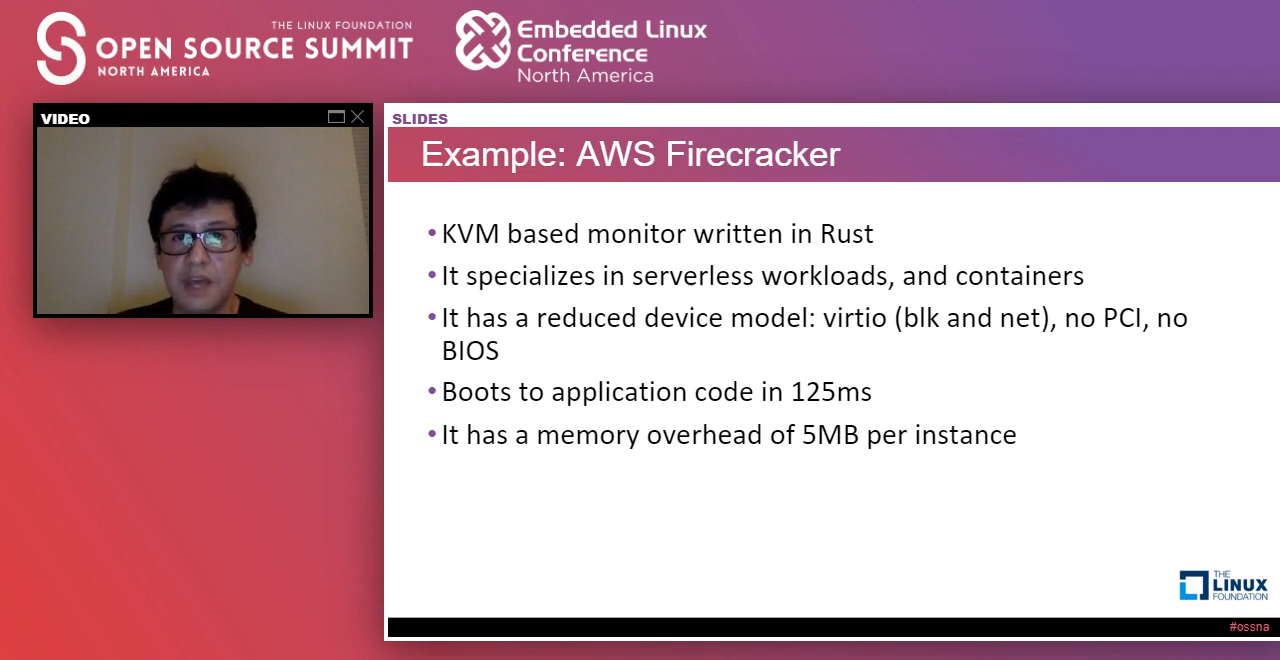 THE LINUX FOUNDATION
OPEN SOURCE SUMMIT
NORTH AMERICA
Embedded Linux
Conference
North America
VIDEO
SLIDES
Example: AWS Firecracker
•KVM based monitor written in Rust
•It specializes in serverless workloads, and containers
•It has a reduced device model: virtio (blk and net), no PCI, no
BIOS
•Boots to application code in 125ms
•It has a memory overhead of 5MB per instance
THE
LINUX
FOUNDATION
#ossna